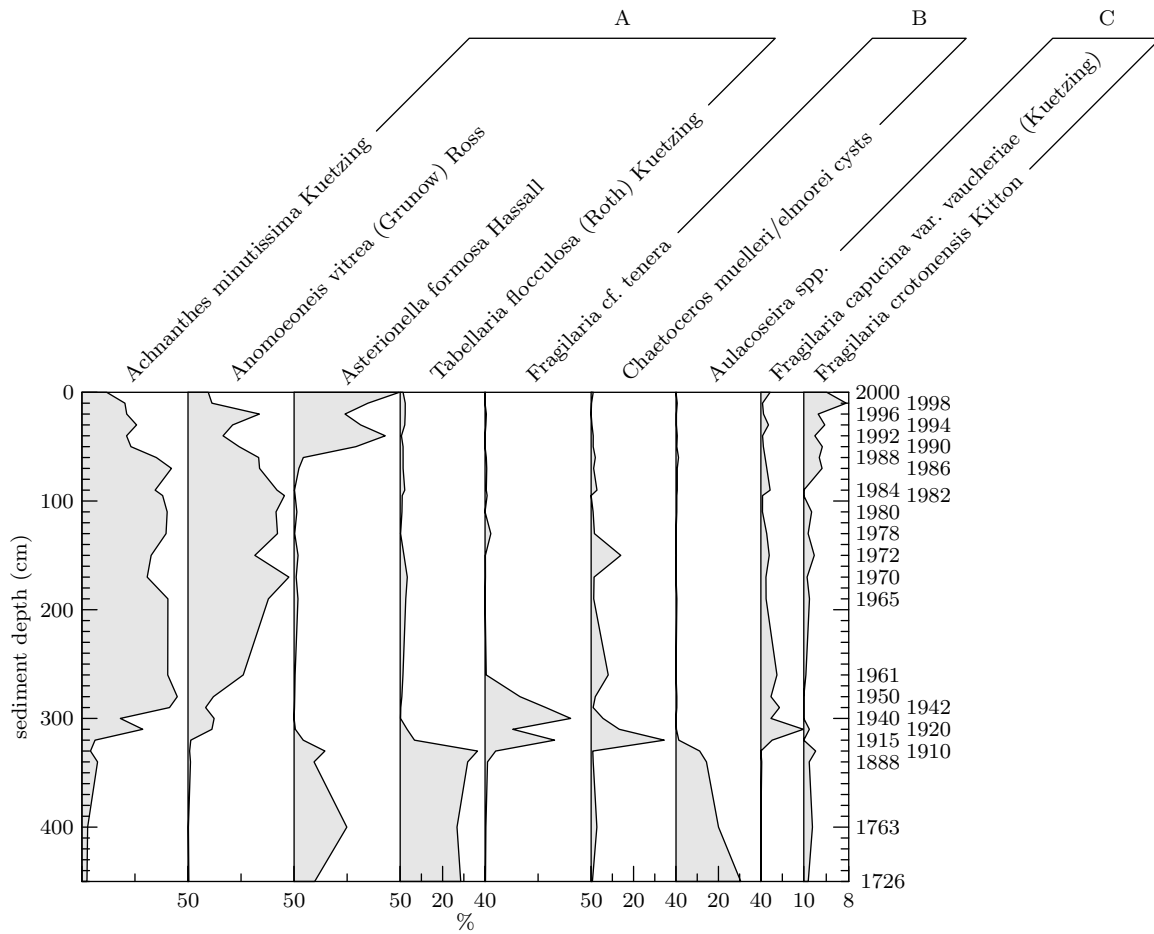 A B C
Achnanthes minutissima Kuetzing
Anomoeoneis vitrea (Grunow) Ross
Asterionella formosa Hassall
Tabellaria flocculosa (Roth) Kuetzing
Fragilaria cf. tenera
Chaetoceros muelleri/elmorei cysts
Aulacoseira spp.
Fragilaria capucina var. vaucheriae (Kuetzing)
Fragilaria crotonensis Kitton
sediment depth (cm)
0
100
200
300
400
2000
1998
1996
1994
1992
1990
1988
1986
1984
1982
1980
1978
1972
1970
1965
1961
1950
1942
1940
1920
1915
1910
1888
1763
1726
50 50 50 20 40 50 20 40 20 40 10 8
%